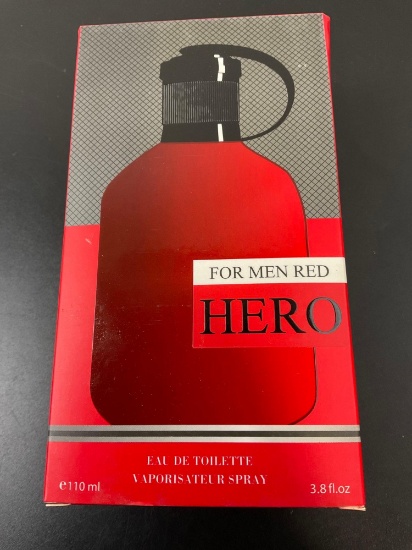 FOR MEN RED
HERO
EAU DE TOILETTE
VAPORISATEUR SPRAY
℮110 ml
3.8 fl.oz